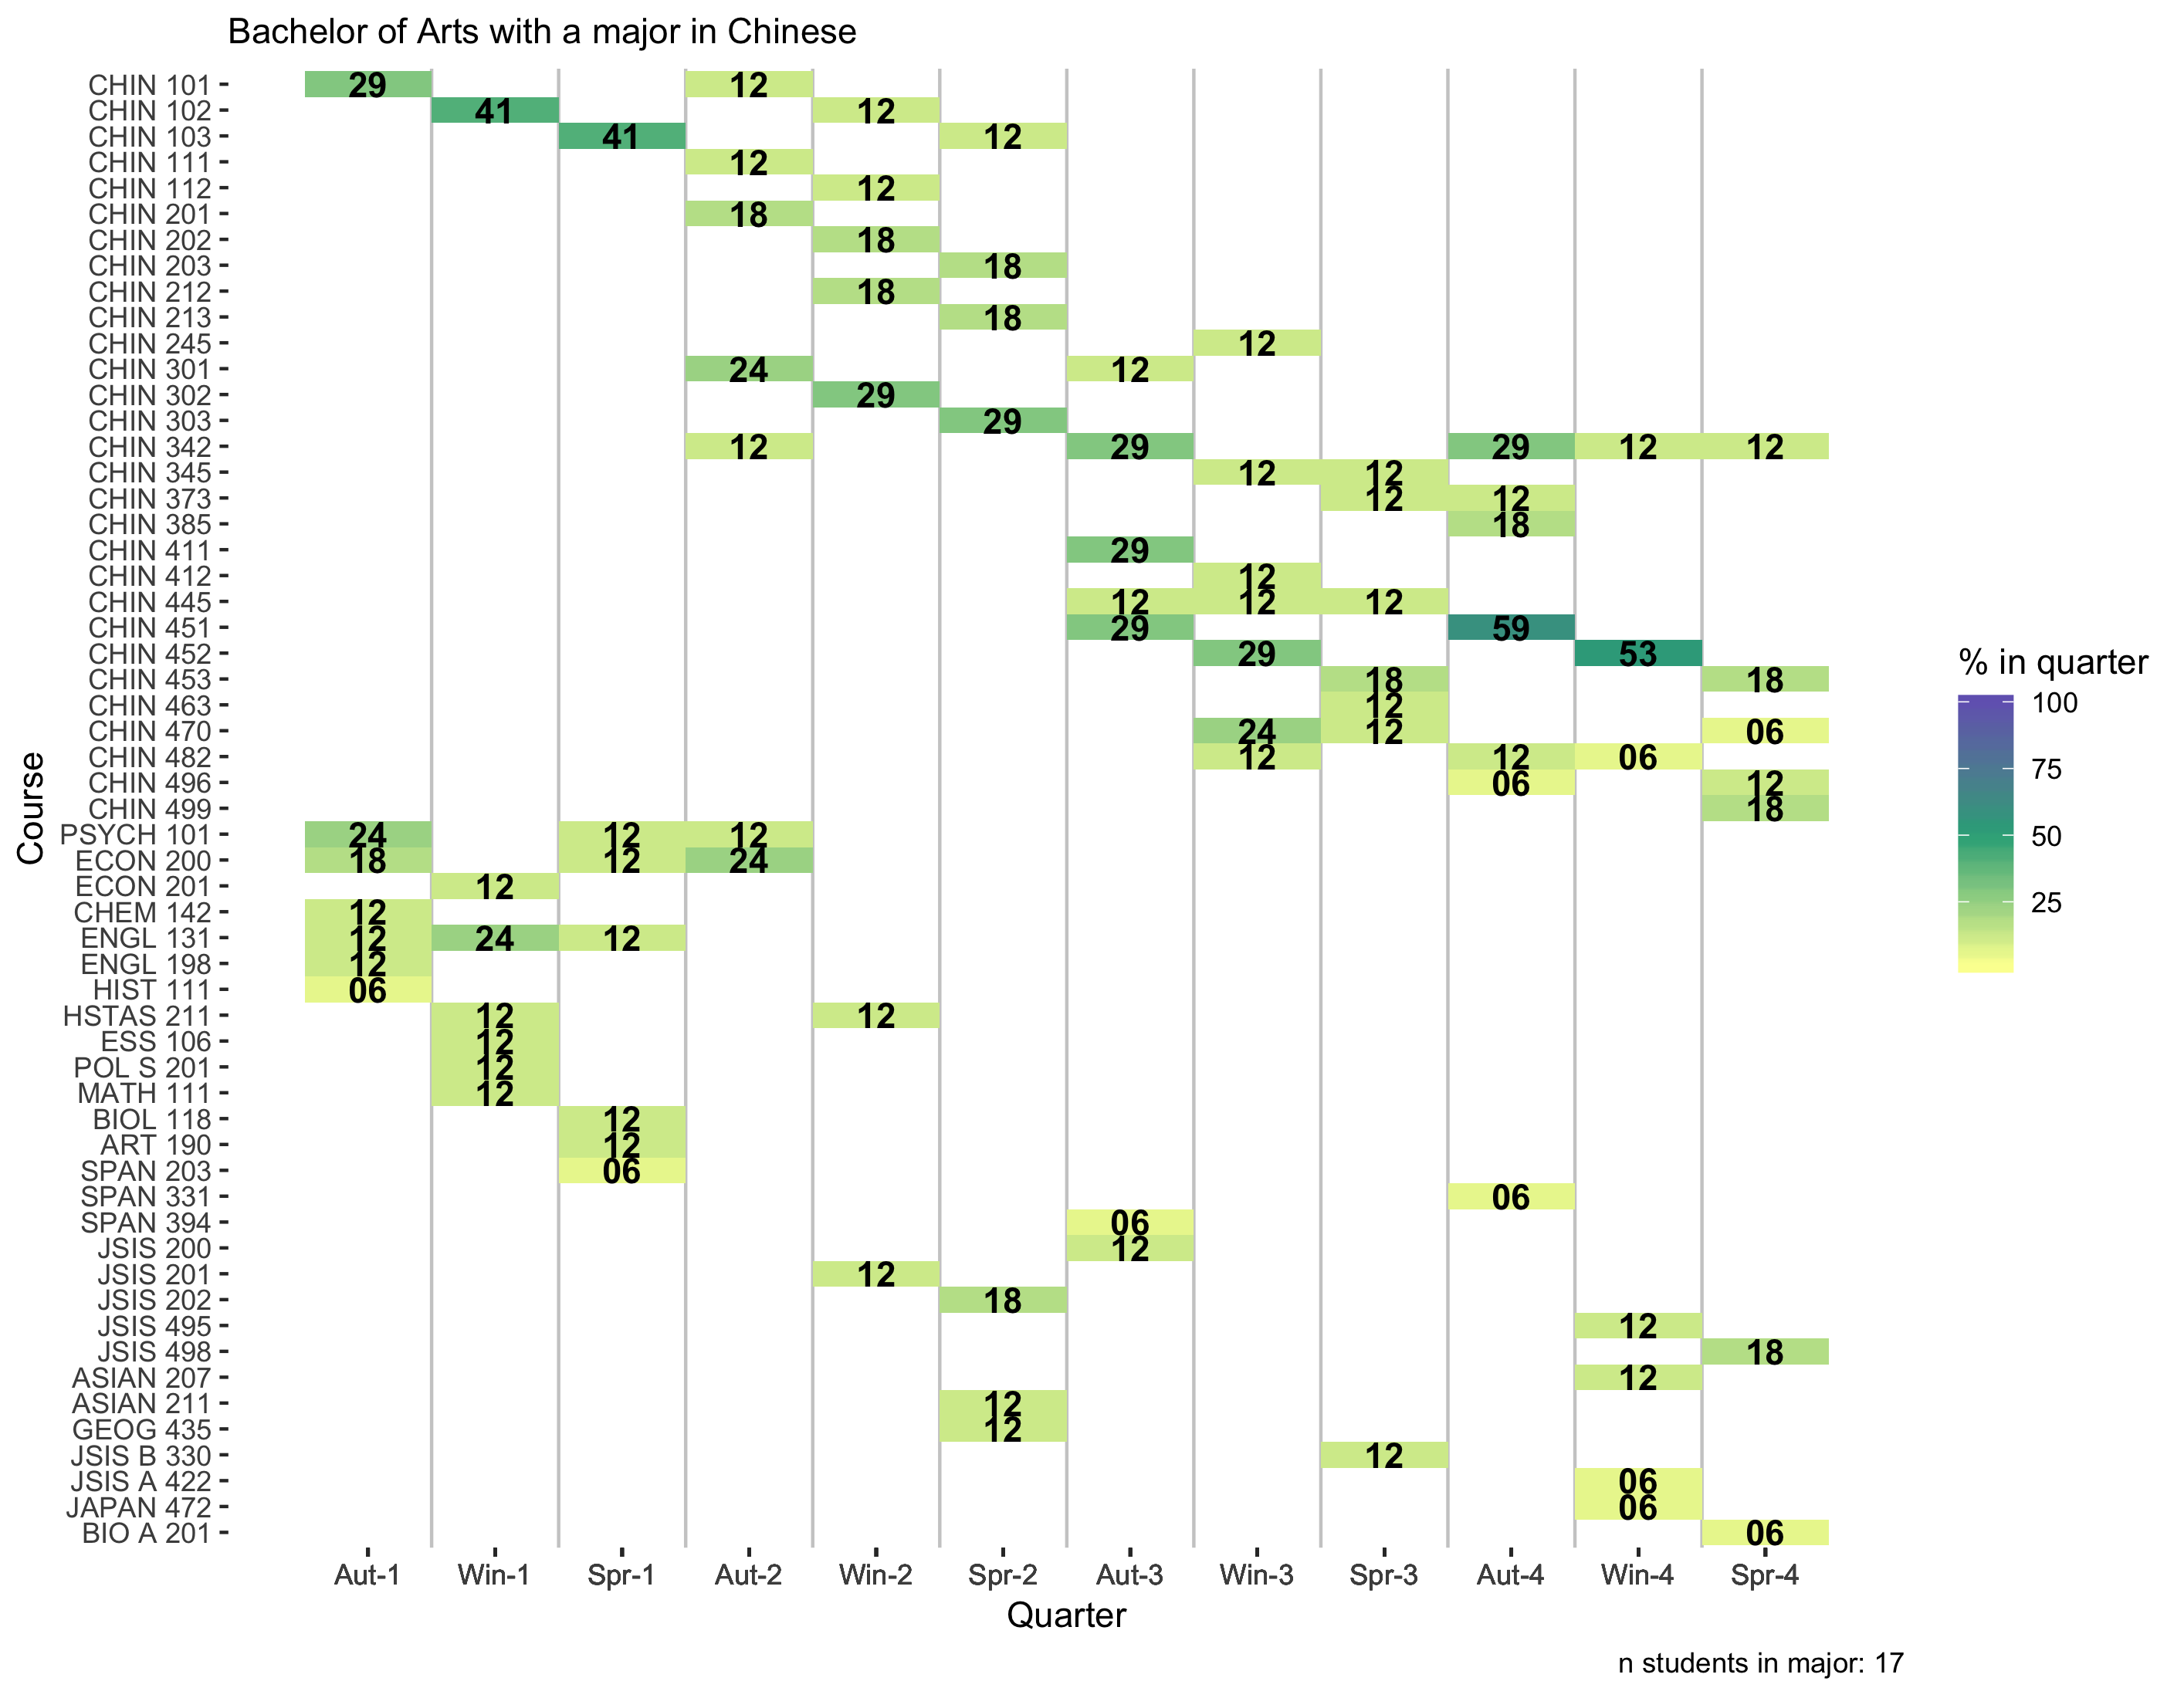 Bachelor of Arts with a major in Chinese
CHIN 101 29 12
CHIN 102 41 12
CHIN 103 41 12
CHIN 111 12
CHIN 112 12
CHIN 201 18
CHIN 202 18
CHIN 203 18
CHIN 212 18
CHIN 213 18
CHIN 245 12
CHIN 301 24 12
CHIN 302 29
CHIN 303 29
CHIN 342 12 29 29 12 12
CHIN 345 12 12
CHIN 373 12 12
CHIN 385 18
CHIN 411 29
CHIN 412 12
CHIN 445 12 12 12
CHIN 451 29 59
CHIN 452 29 53
CHIN 453 18 18
CHIN 463 12
CHIN 470 24 12 06
CHIN 482 12 12 06
CHIN 496 06 12
CHIN 499 18
PSYCH 101 24 12 12
ECON 200 18 12 24
ECON 201 12
CHEM 142 12
ENGL 131 12 24 12
ENGL 198 12
HIST 111 06
HSTAS 211 12 12
ESS 106 12
POL S 201 12
MATH 111 12
BIOL 118 12
ART 190 12
SPAN 203 06
SPAN 331 06
SPAN 394 06
JSIS 200 12
JSIS 201 12
JSIS 202 18
JSIS 495 12
JSIS 498 18
ASIAN 207 12
ASIAN 211 12
GEOG 435 12
JSIS B 330 12
JSIS A 422 06
JAPAN 472 06
BIO A 201 06
Course
Aut-1 Win-1 Spr-1 Aut-2 Win-2 Spr-2 Aut-3 Win-3 Spr-3 Aut-4 Win-4 Spr-4
Quarter
% in quarter
100
75
50
25
n students in major: 17